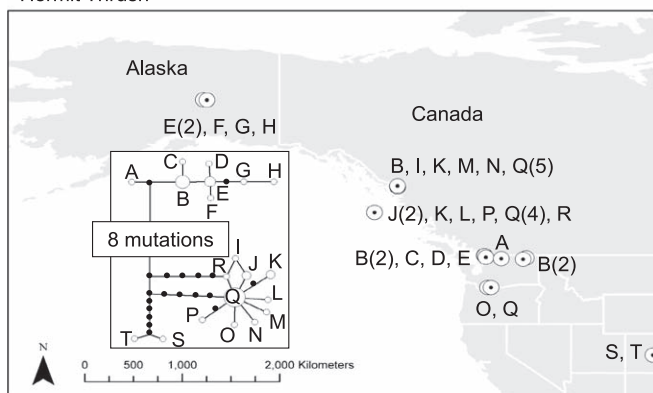 Hermit Thrush
Alaska
Canada
E(2), F, G, H
B, I, K, M, N, Q(5)
J(2), K, L, P, Q(4), R
A
B(2), C, D, E
B(2)
O, Q
S, T
C D
A G H
B E
F
8 mutations
I
R J K
Q
L
P M
O N
T S
N
0 500 1,000 2,000 Kilometers